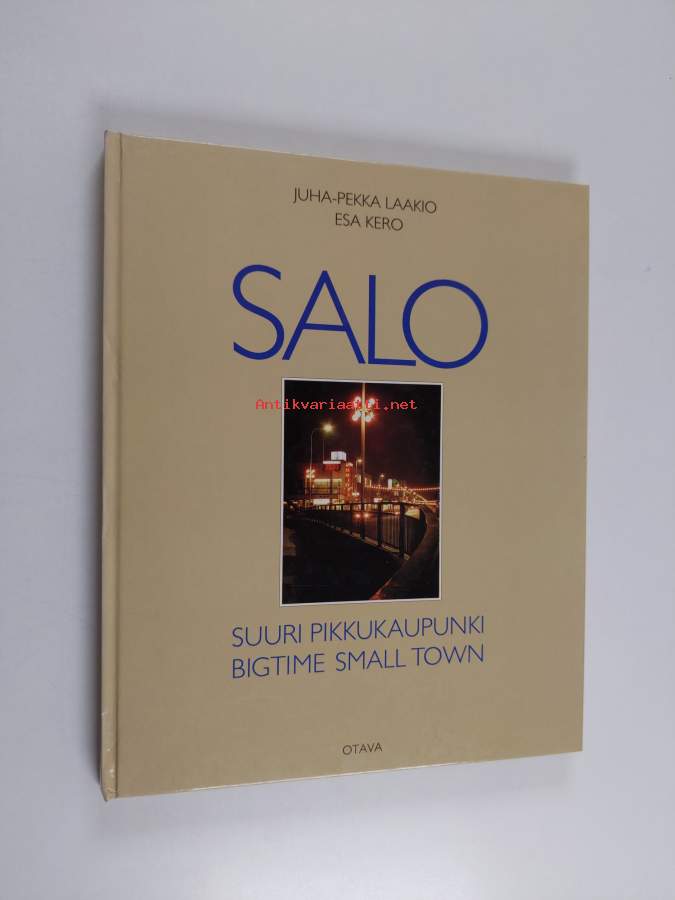 JUHA-PEKKA LAAKIO
ESA KERO
SALO
Antikvariaatti.net
SUURI PIKKUKAUPUNKI
BIGTIME SMALL TOWN
OTAVA